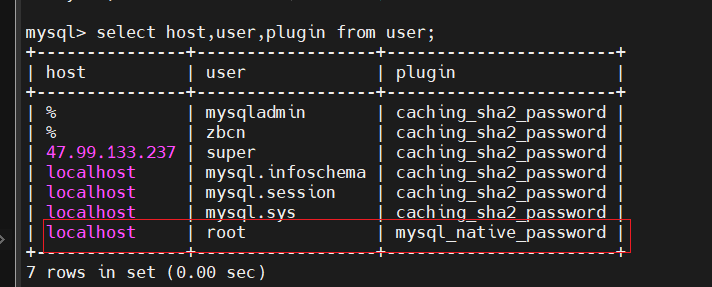 mysql> select host,user,plugin from user;
+---------------+------------------+-----------------------+
| host | user | plugin |
+---------------+------------------+-----------------------+
| % | mysqladmin | caching_sha2_password |
| % | zbcn | caching_sha2_password |
| 47.99.133.237 | super | caching_sha2_password |
| localhost | mysql.infoschema | caching_sha2_password |
| localhost | mysql.session | caching_sha2_password |
| localhost | mysql.sys | caching_sha2_password |
| localhost | root | mysql_native_password |
+---------------+------------------+-----------------------+
7 rows in set (0.00 sec)